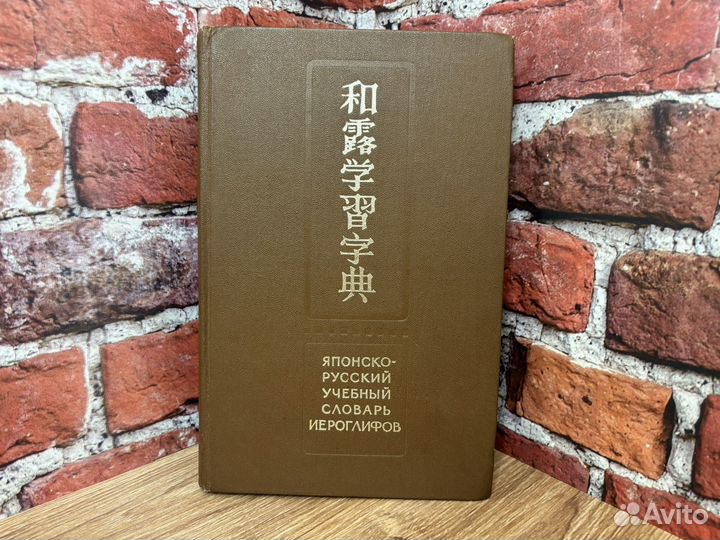 和露学習字典
ЯПОНСКО-
РУССКИЙ
УЧЕБНЫЙ
СЛОВАРЬ
ИЕРОГЛИФОВ
Avito